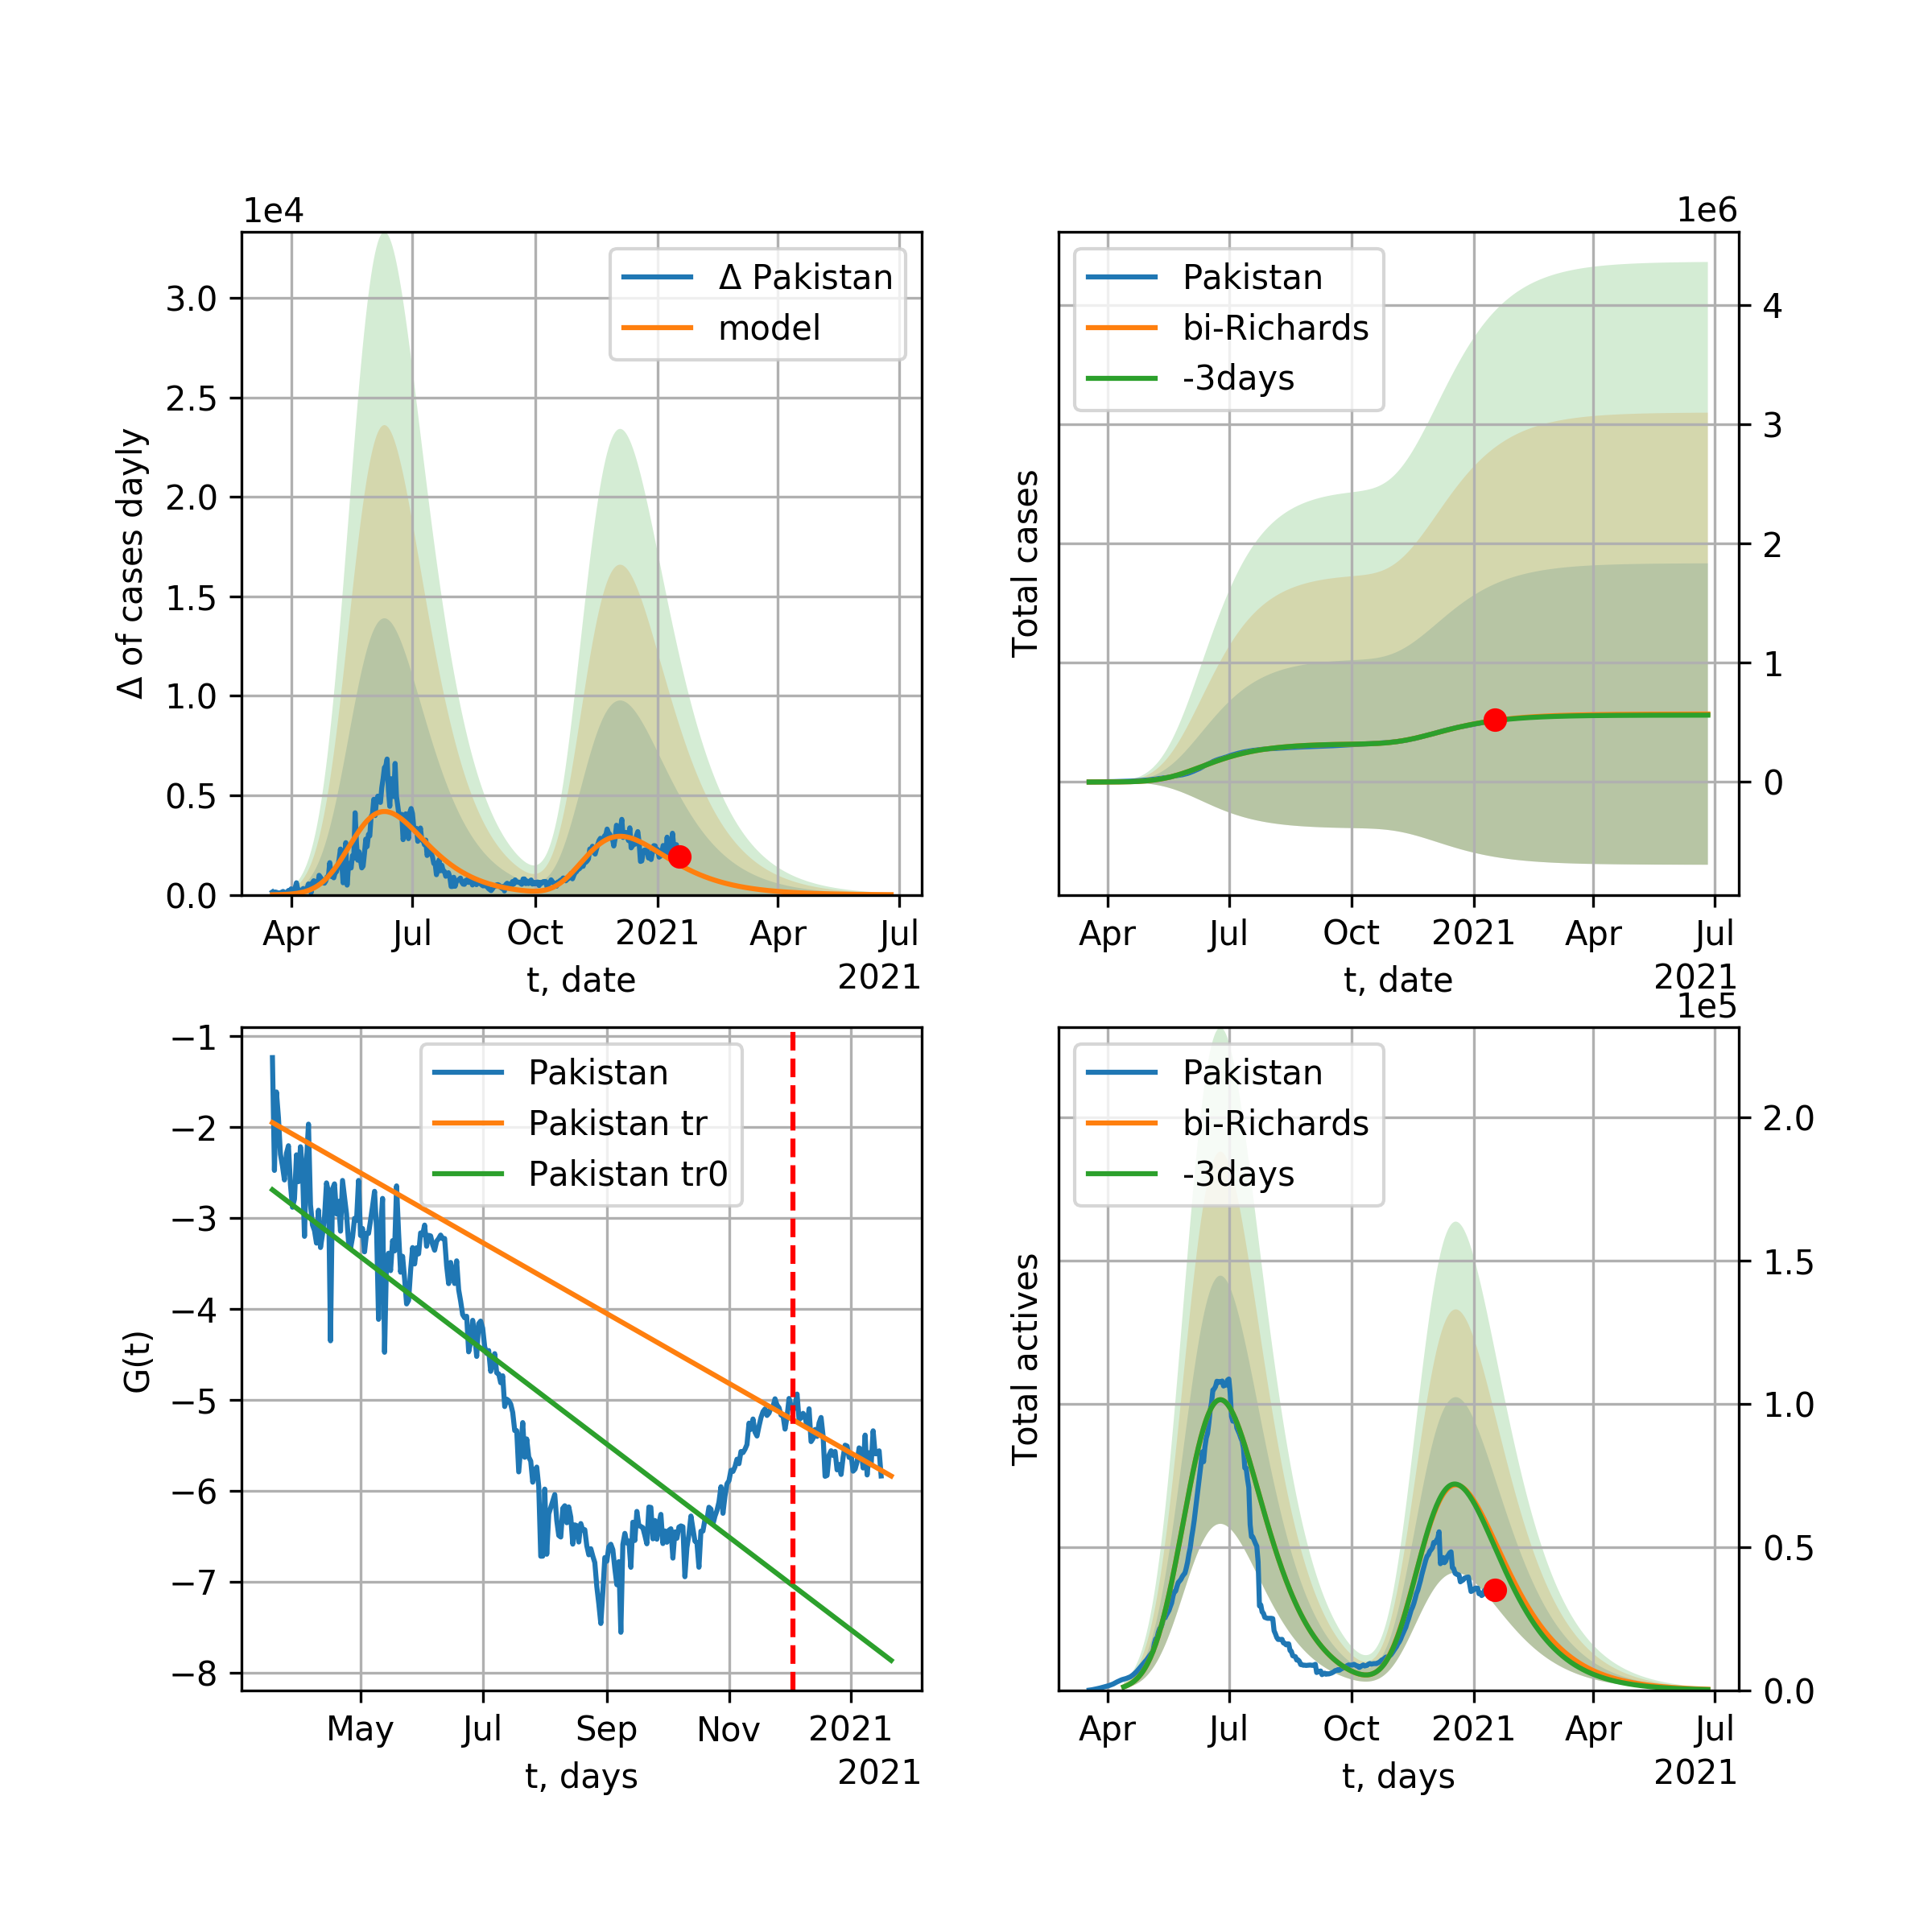 1e4
Δ of cases dayly
3.0
2.5
2.0
1.5
1.0
0.5
0.0
Δ Pakistan
model
Apr Jul Oct 2021 Apr Jul
t, date
2021
1e6
Total cases
Pakistan
bi-Richards
-3days
4
3
2
1
0
Apr Jul Oct 2021 Apr Jul
t, date
2021
G(t)
−1
−2
−3
−4
−5
−6
−7
−8
Pakistan
Pakistan tr
Pakistan tr0
May Jul Sep Nov 2021
t, days
2021
1e5
Total actives
Pakistan
bi-Richards
-3days
2.0
1.5
1.0
0.5
0.0
Apr Jul Oct 2021 Apr Jul
t, days
2021